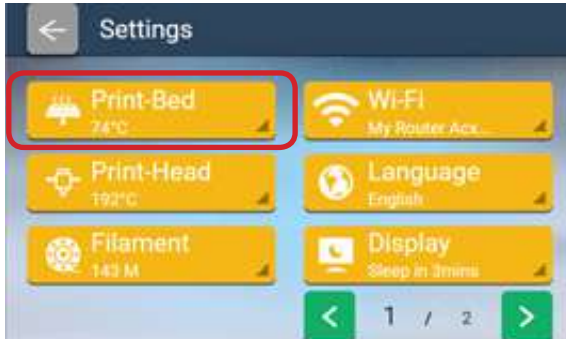 Settings
Print-Bed
74°C
Wi-Fi
My Router Acx...
Print-Head
192°C
Language
English
Filament
143 M
Display
Sleep in 3mins
1 / 2